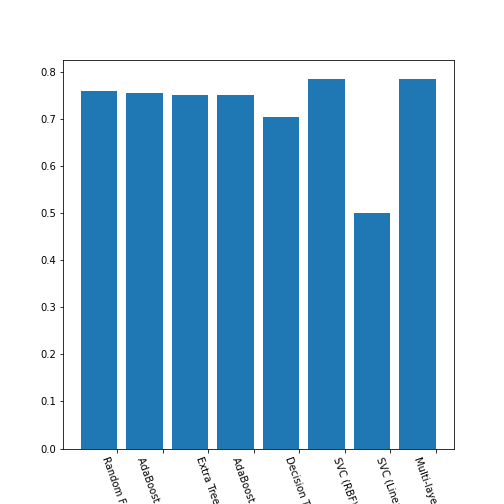 0.8
0.7
0.6
0.5
0.4
0.3
0.2
0.1
0.0
Random F
AdaBoost
Extra Tree
AdaBoost
Decision T
SVC (RBF
SVC (Line
Multi-laye